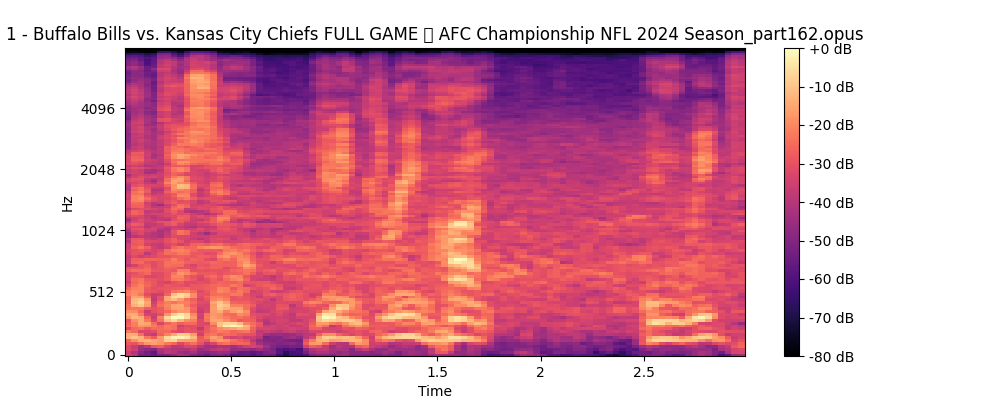 1 - Buffalo Bills vs. Kansas City Chiefs FULL GAME ▯ AFC Championship NFL 2024 Season_part162.opus
+0 dB
-10 dB
-20 dB
-30 dB
-40 dB
-50 dB
-60 dB
-70 dB
-80 dB
4096
2048
1024
512
0
Hz
0
0.5
1
1.5
2
2.5
Time